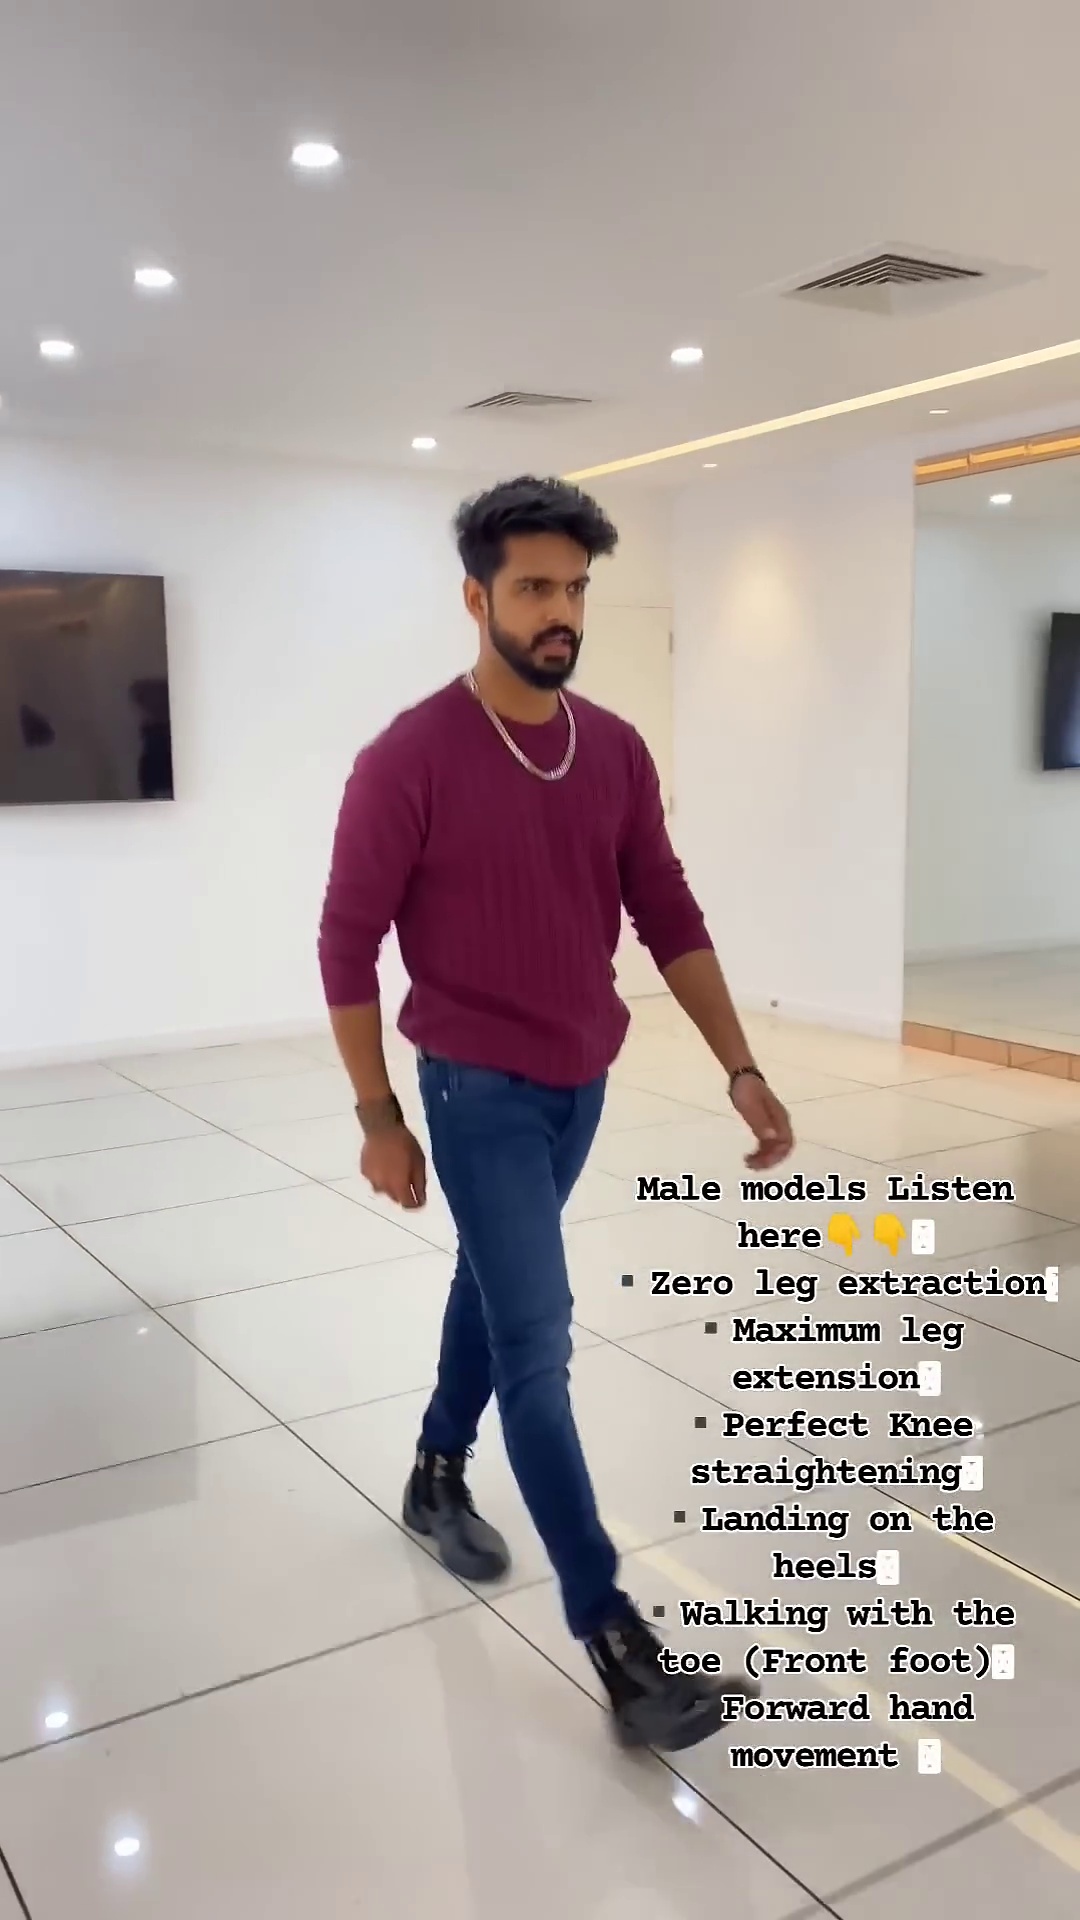 Male models Listen
here👇👇
▪ Zero leg extraction
▪ Maximum leg
extension
▪ Perfect Knee
straightening
▪ Landing on the
heels
▪ Walking with the
toe (Front foot)
Forward hand
movement